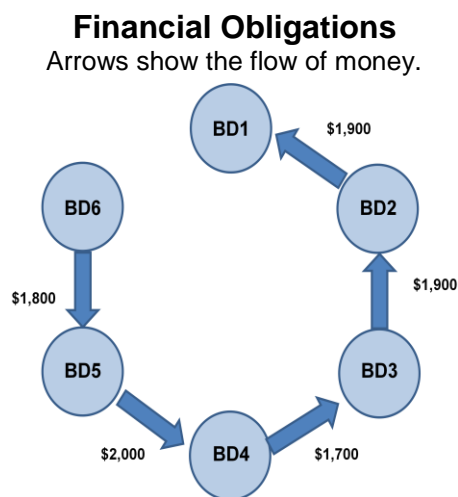 Financial Obligations
Arrows show the flow of money.
BD1
$1,900
BD6
BD2
$1,800
$1,900
BD5
BD3
$2,000
BD4
$1,700